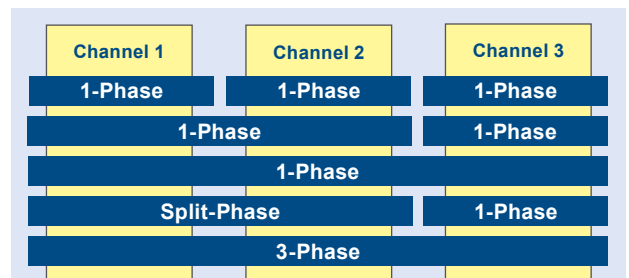 Channel 1 Channel 2 Channel 3
1-Phase 1-Phase 1-Phase
1-Phase 1-Phase
1-Phase
Split-Phase 1-Phase
3-Phase